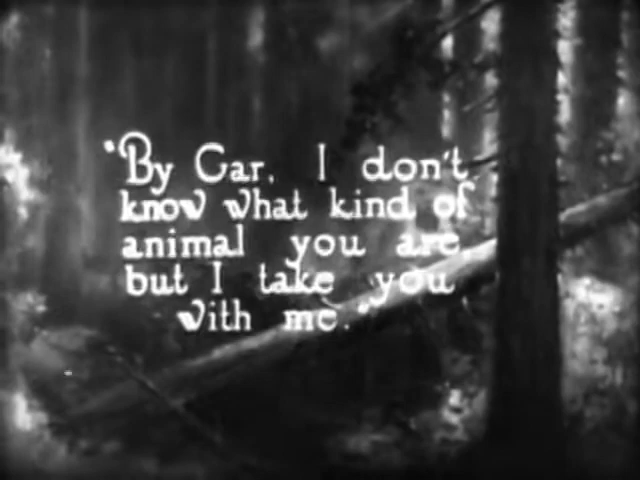 "By Gar, I don't
know what kind of
animal you are,
but I take you
with me."